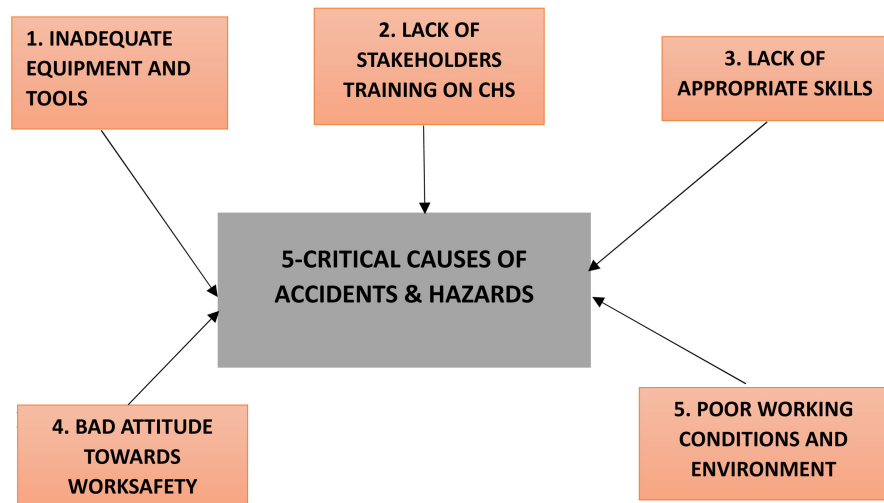 1. INADEQUATE
EQUIPMENT AND
TOOLS
2. LACK OF
STAKEHOLDERS
TRAINING ON CHS
3. LACK OF
APPROPRIATE SKILLS
5-CRITICAL CAUSES OF
ACCIDENTS & HAZARDS
4. BAD ATTITUDE
TOWARDS
WORKSAFETY
5. POOR WORKING
CONDITIONS AND
ENVIRONMENT